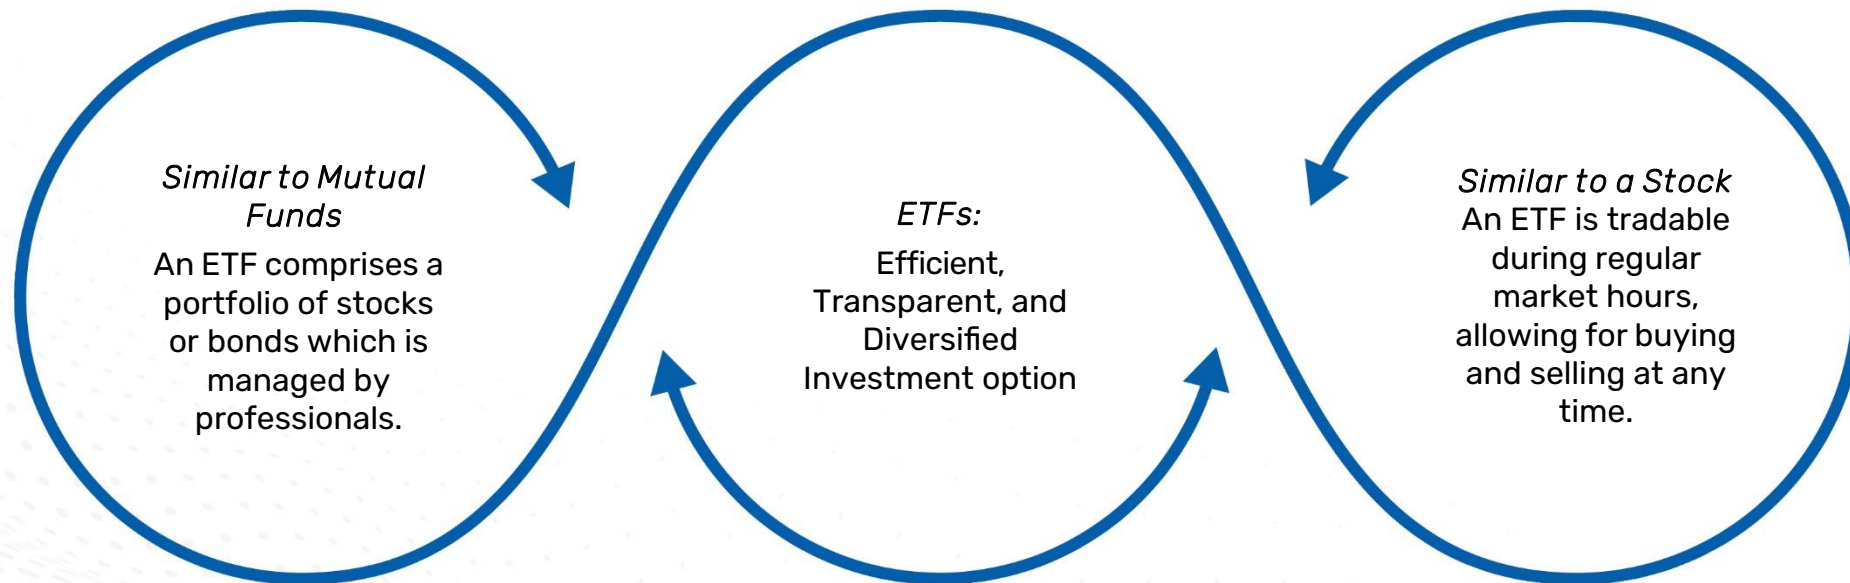 Similar to Mutual
Funds
An ETF comprises a
portfolio of stocks
or bonds which is
managed by
professionals.
ETFs:
Efficient,
Transparent, and
Diversified
Investment option
Similar to a Stock
An ETF is tradable
during regular
market hours,
allowing for buying
and selling at any
time.